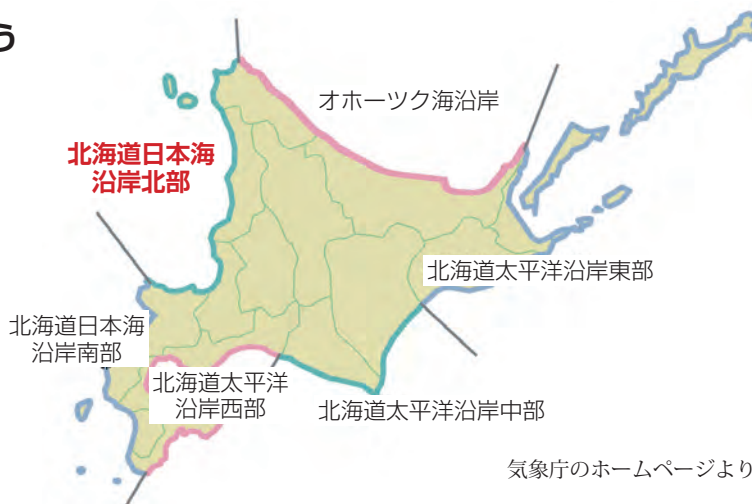 う
オホーツク海沿岸
北海道日本海
沿岸北部
北海道太平洋沿岸東部
北海道日本海
沿岸南部
北海道太平洋
沿岸西部
北海道太平洋沿岸中部
気象庁のホームページより